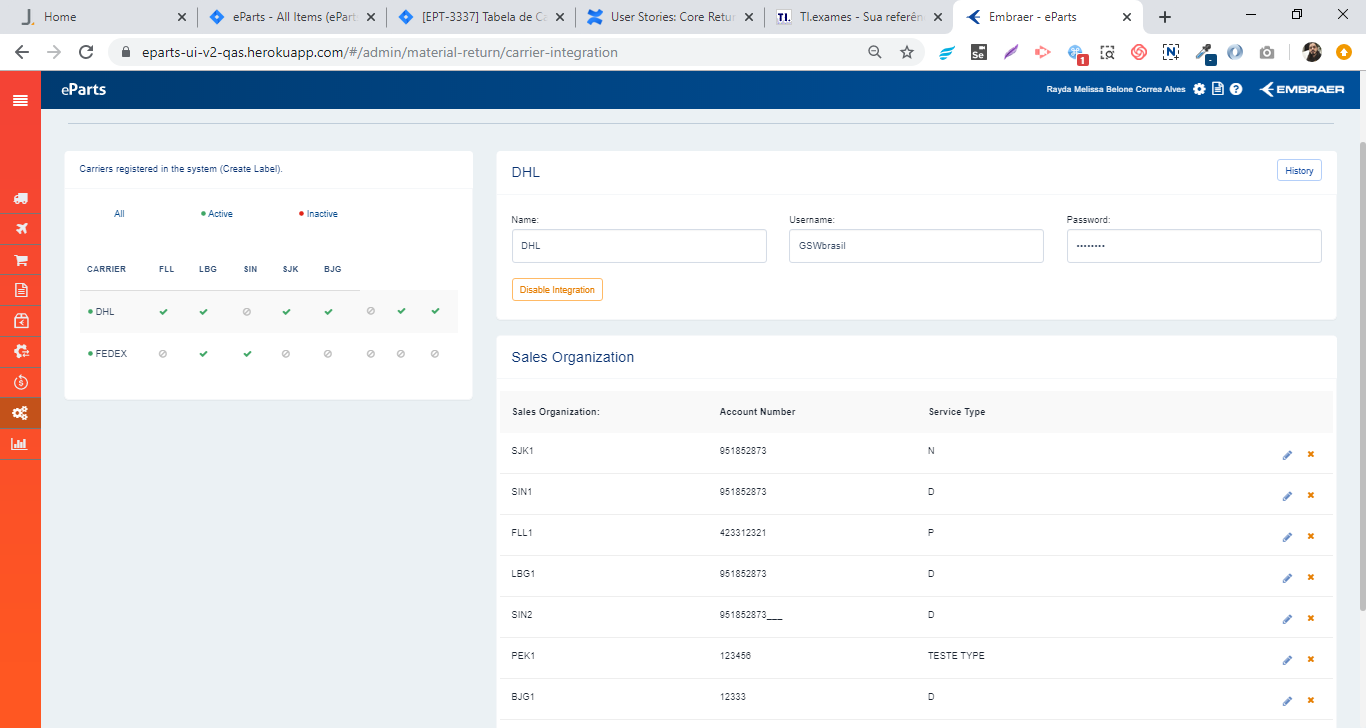 Home
eParts - All Items (ePart
[EPT-3337] Tabela de Ca
User Stories: Core Retur
TI.
TI.exames - Sua referên
Embraer - eParts
eparts-ui-v2-qas.herokuapp.com/#/admin/material-return/carrier-integration
Se
1
N
eParts
Rayda Melissa Belone Correa Alves
EMBRAER
Carriers registered in the system (Create Label).
All Active Inactive
CARRIER FLL LBG SIN SJK BJG
DHL
FEDEX
DHL
History
Name: Username: Password:
DHL GSWbrasil ••••••••
Disable Integration
Sales Organization
Sales Organization: Account Number Service Type
SJK1 951852873 N
SIN1 951852873 D
FLL1 423312321 P
LBG1 951852873 D
SIN2 951852873___ D
PEK1 123456 TESTE TYPE
BJG1 12333 D